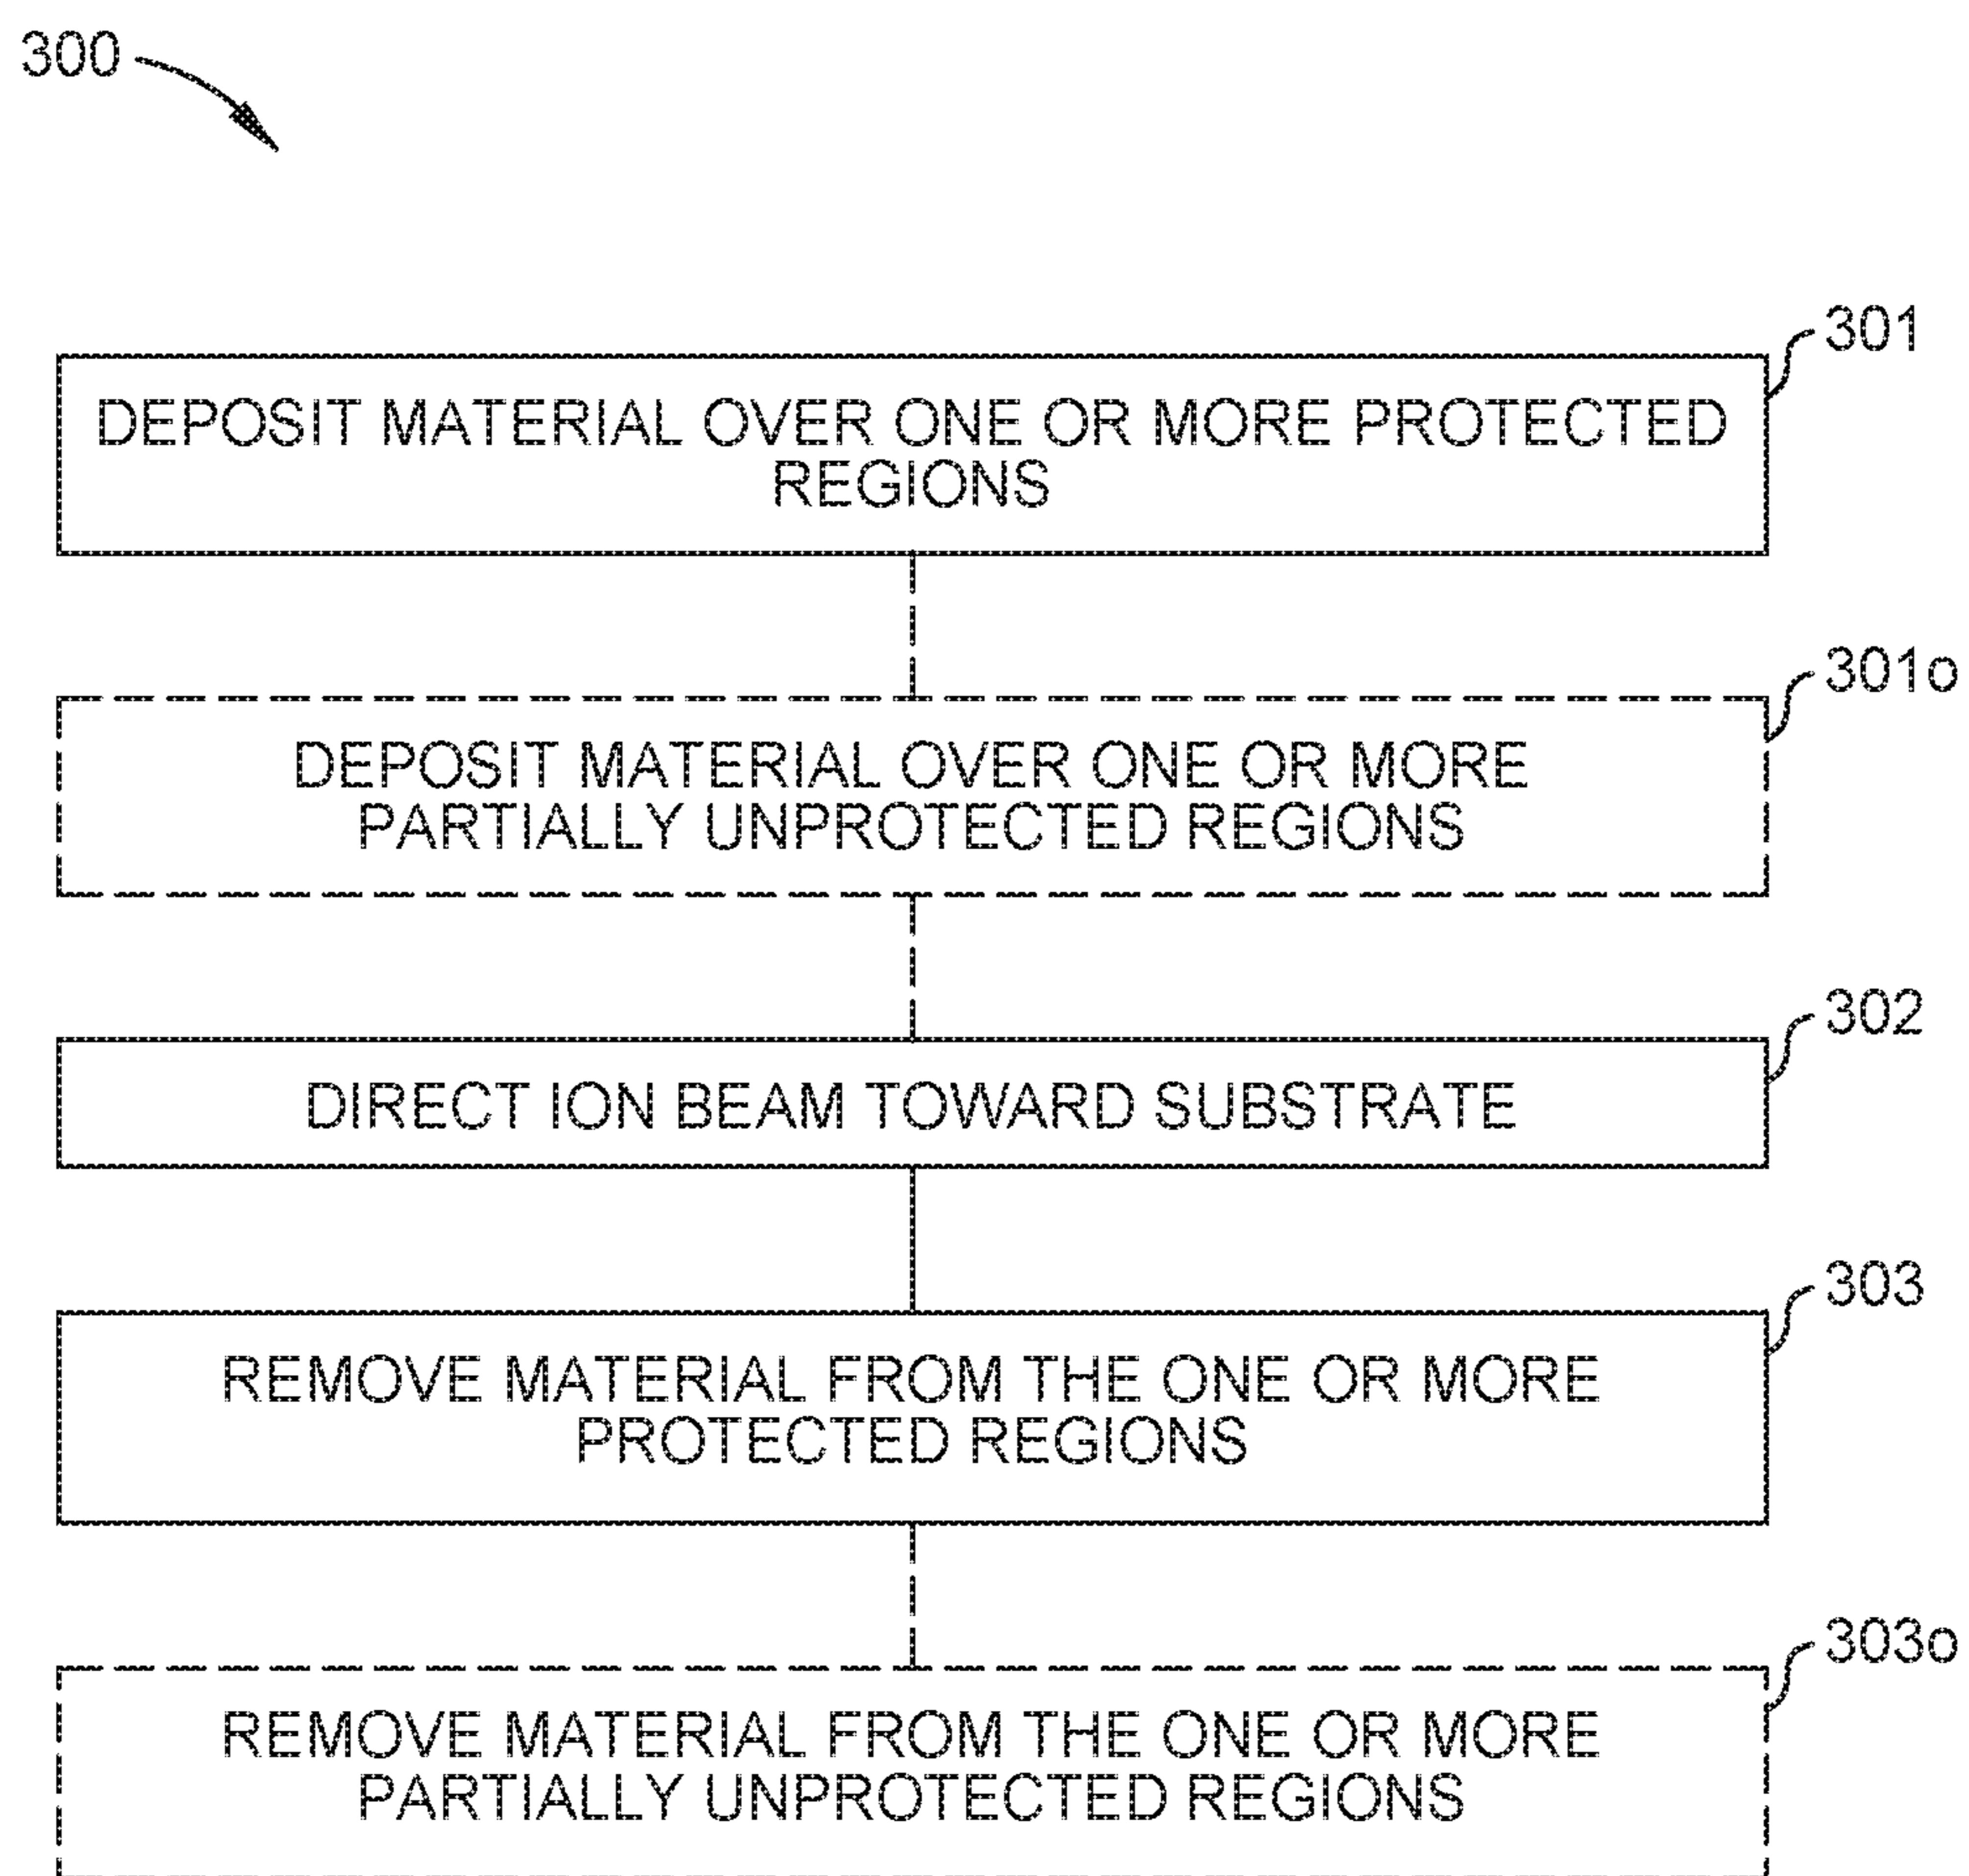 300
301
DEPOSIT MATERIAL OVER ONE OR MORE PROTECTED
REGIONS
301o
DEPOSIT MATERIAL OVER ONE OR MORE
PARTIALLY UNPROTECTED REGIONS
302
DIRECT ION BEAM TOWARD SUBSTRATE
303
REMOVE MATERIAL FROM THE ONE OR MORE
PROTECTED REGIONS
303o
REMOVE MATERIAL FROM THE ONE OR MORE
PARTIALLY UNPROTECTED REGIONS